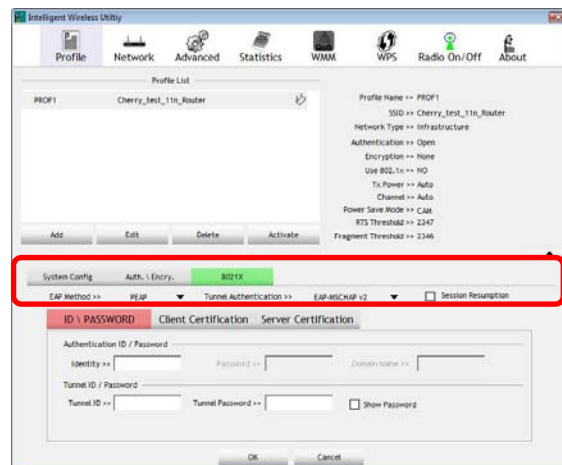 Intelligent Wireless Utiltiy
Profile Network Advanced Statistics WMM WPS Radio On/Off About
Profile List
PROF1 Cherry_test_11n_Router
Profile Name >> PROF1
SSID >> Cherry_test_11n_Router
Network Type >> Infrastructure
Authentication >> Open
Encryption >> None
Use 802.1x >> NO
Tx Power >> Auto
Channel >> Auto
Power Save Mode >> CAM
RTS Threshold >> 2347
Fragment Threshold >> 2346
Add Edit Delete Activate
System Config Auth. \ Encry. 8021X
EAP Method >> PEAP Tunnel Authentication >> EAP-MSCHAP v2 Session Resumption
ID \ PASSWORD Client Certification Server Certification
Authentication ID / Password
Identity >> Password >> Domain Name >>
Tunnel ID / Password
Tunnel ID >> Tunnel Password >> Show Password
OK Cancel